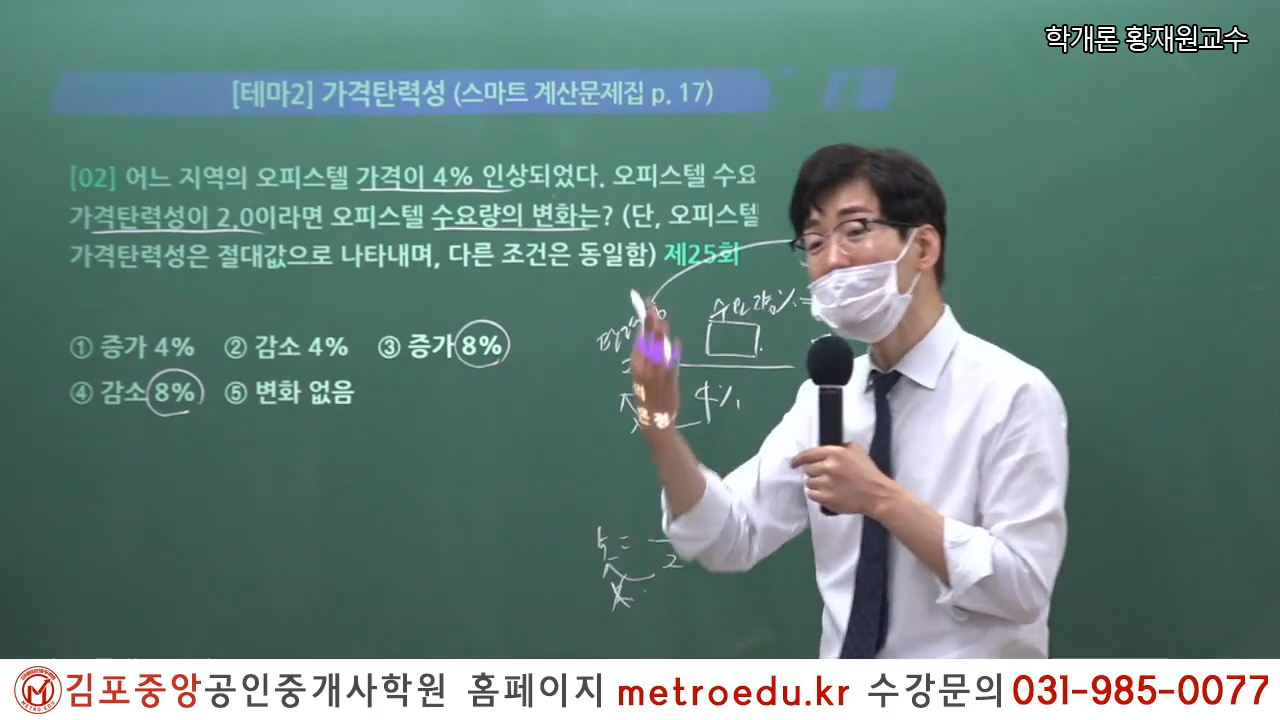 학개론 황재원교수
[테마2] 가격탄력성 (스마트 계산문제집 p. 17)
[02] 어느 지역의 오피스텔 가격이 4% 인상되었다. 오피스텔 수요
가격탄력성이 2.0이라면 오피스텔 수요량의 변화는? (단, 오피스텔
가격탄력성은 절대값으로 나타내며, 다른 조건은 동일함) 제25회
① 증가 4% ② 감소 4% ③ 증가 8%
④ 감소 8% ⑤ 변화 없음
4%
5 =
2
METRO EDU
김포중앙공인중개사학원 홈페이지 metroedu.kr 수강문의 031-985-0077